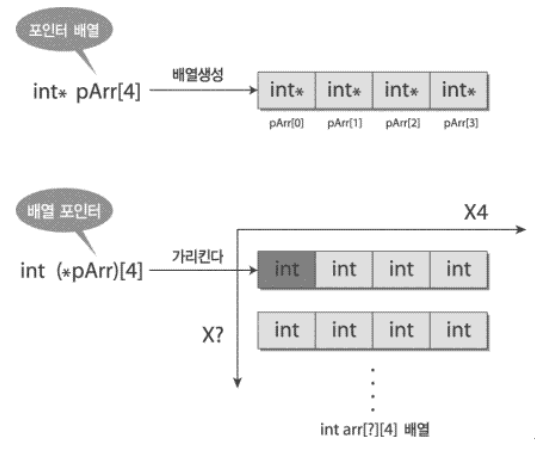 포인터 배열
int* pArr[4]
배열생성
int* int* int* int*
pArr[0] pArr[1] pArr[2] pArr[3]
배열 포인터
X4
int (*pArr)[4]
가리킨다
int int int int
X?
int int int int
int arr[?][4] 배열